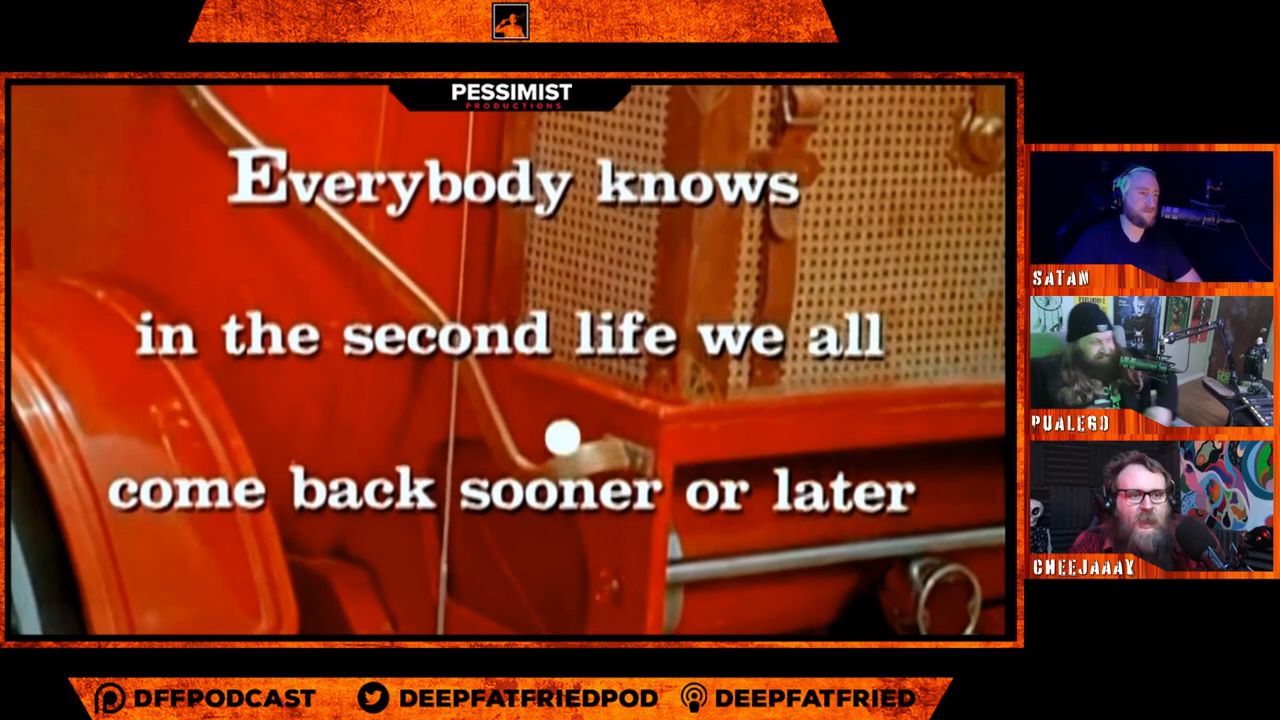 PESSIMIST
PRODUCTIONS
Everybody knows
in the second life we all
come back sooner or later
SATAN
PUALE69
CHEEJAAAY
DFFPODCAST
DEEPFATFRIEDPOD
DEEPFATFRIED